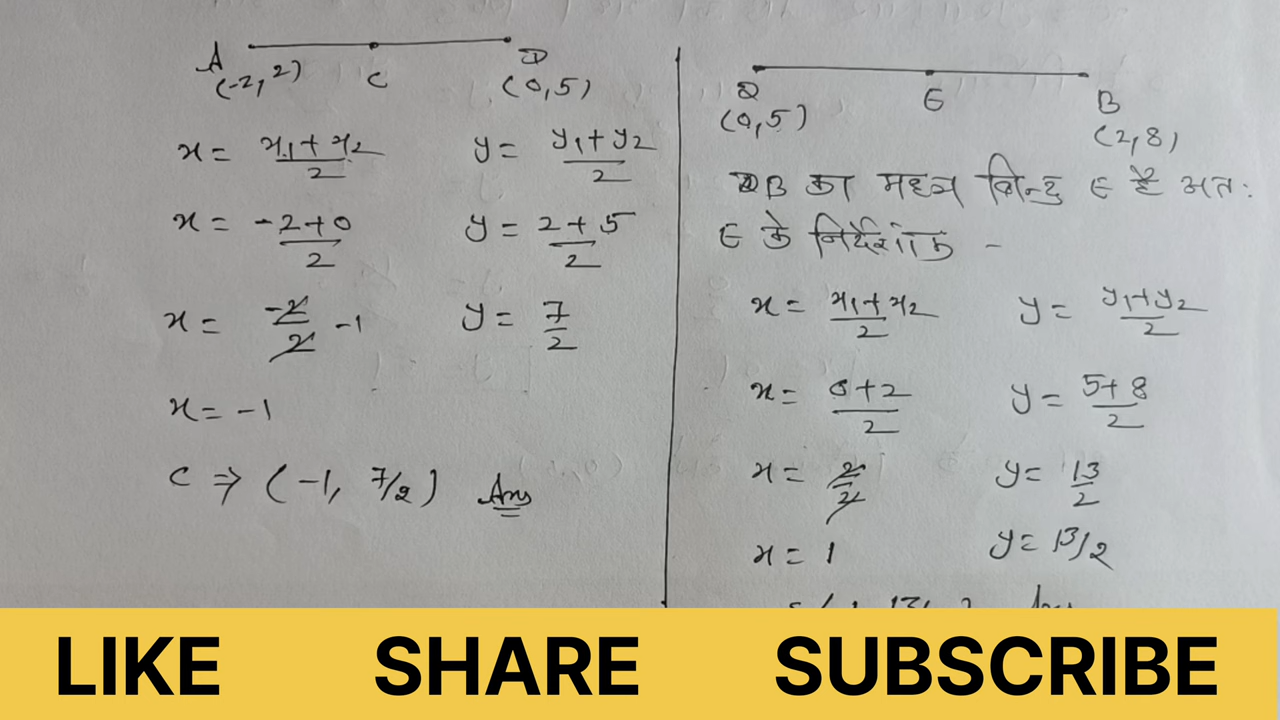 A C D
(-2, 2) (0, 5)
x = x1 + x2 / 2 y = y1 + y2 / 2
x = -2 + 0 / 2 y = 2 + 5 / 2
x = -2 / 2 -1 y = 7 / 2
x = -1
C ⇒ (-1, 7/2) Ans
D E B
(0, 5) (2, 8)
DB का मध्य बिन्दु E है अतः
E के निर्देशांक -
x = x1 + x2 / 2 y = y1 + y2 / 2
x = 0 + 2 / 2 y = 5 + 8 / 2
x = 2 / 2 y = 13 / 2
x = 1 y = 13/2
LIKE SHARE SUBSCRIBE